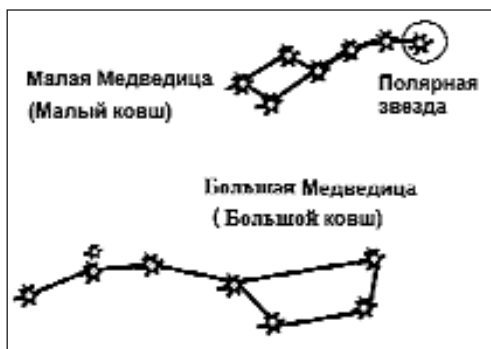 Малая Медведица
(Малый ковш)
Полярная
звезда
Большая Медведица
( Большой ковш)